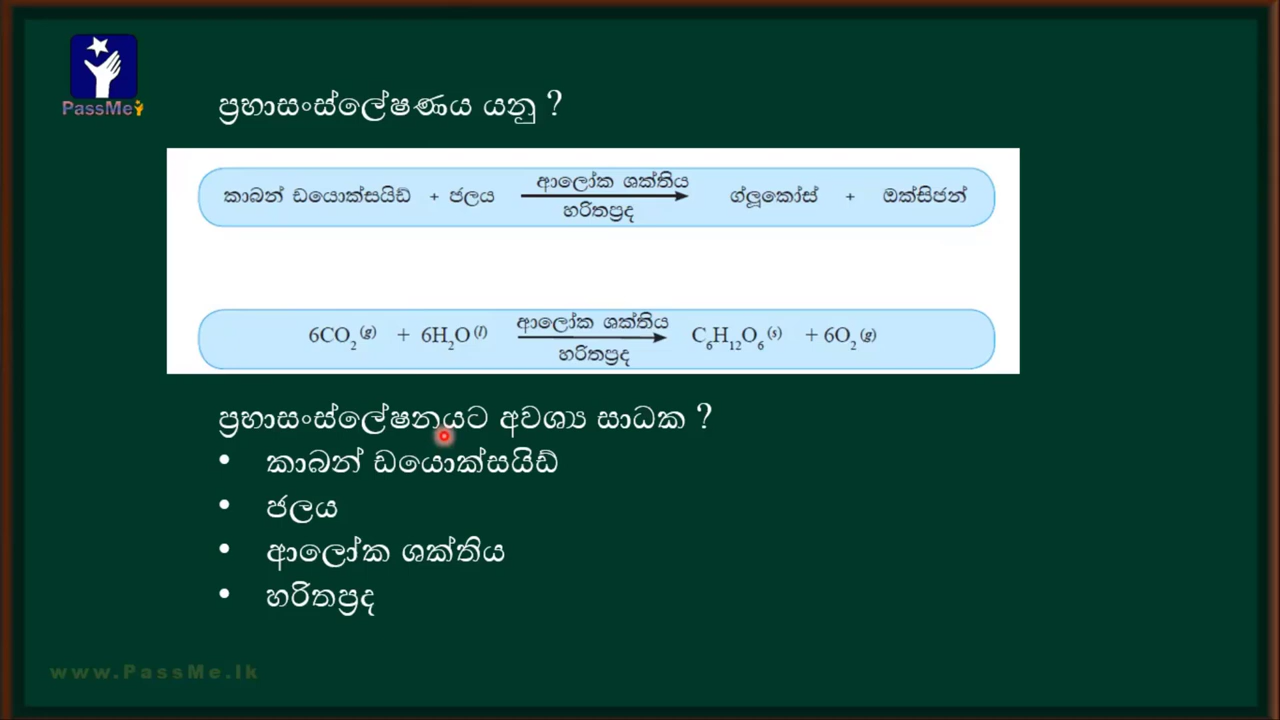 PassMe
ප්‍රභාසංස්ලේෂණය යනු ?
කාබන් ඩයොක්සයිඩ් + ජලය ආලෝක ශක්තිය හරිතප්‍රද ග්ලූකෝස් + ඔක්සිජන්
6CO₂(g) + 6H₂O(l) ආලෝක ශක්තිය හරිතප්‍රද C₆H₁₂O₆(s) + 6O₂(g)
ප්‍රභාසංස්ලේෂනයට අවශ්‍ය සාධක ?
• කාබන් ඩයොක්සයිඩ්
• ජලය
• ආලෝක ශක්තිය
• හරිතප්‍රද
www.PassMe.lk